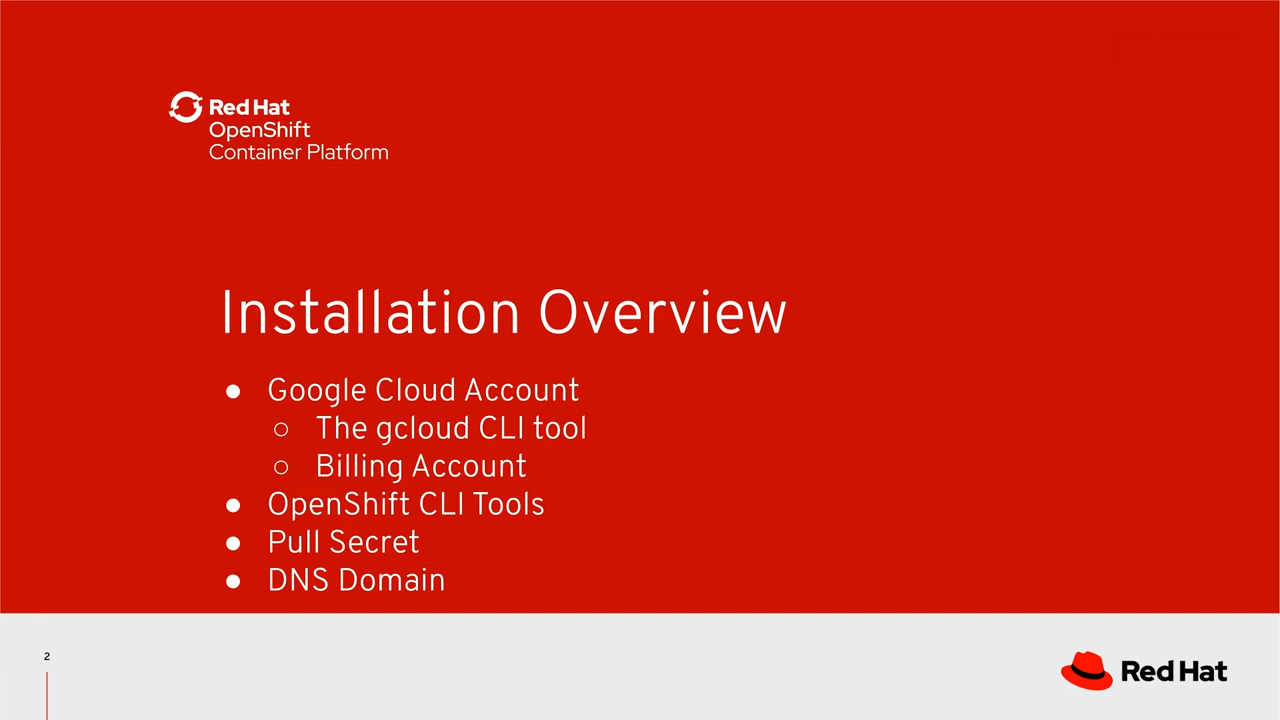 Red Hat
OpenShift
Container Platform
Installation Overview
● Google Cloud Account
○ The gcloud CLI tool
○ Billing Account
● OpenShift CLI Tools
● Pull Secret
● DNS Domain
2
Red Hat